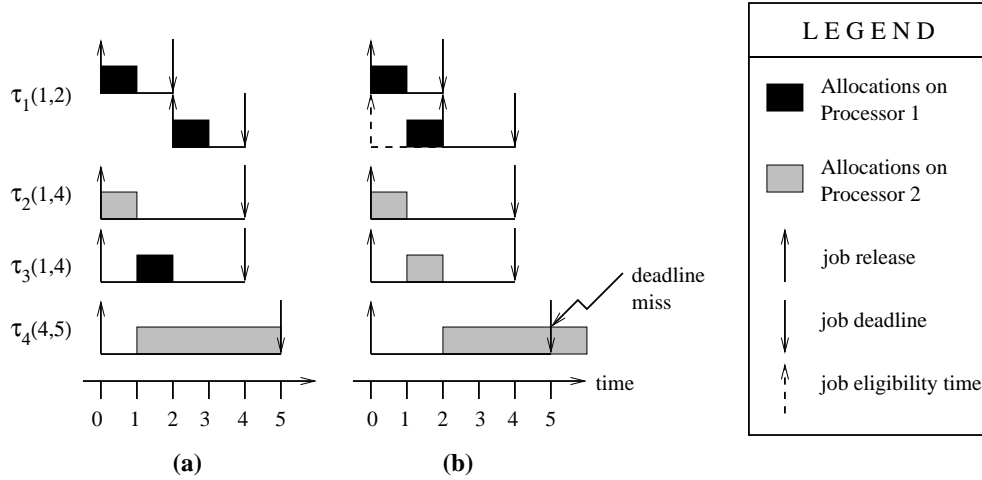 τ1(1,2)
τ2(1,4)
τ3(1,4)
τ4(4,5)
0 1 2 3 4 5
(a)
deadline
miss
time
0 1 2 3 4 5
(b)
LEGEND
Allocations on
Processor 1
Allocations on
Processor 2
job release
job deadline
job eligibility time